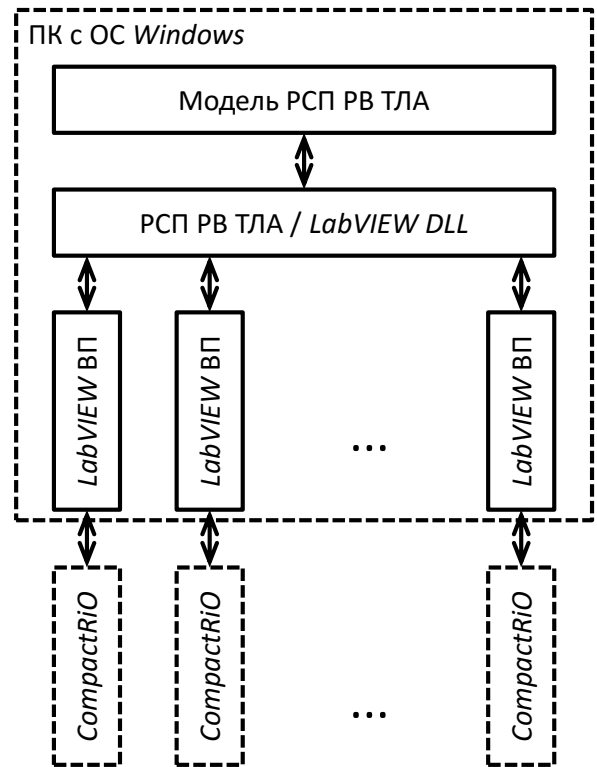 ПК с ОС Windows
Модель РСП РВ ТЛА
РСП РВ ТЛА / LabVIEW DLL
LabVIEW ВП
LabVIEW ВП
...
LabVIEW ВП
CompactRiO
CompactRiO
...
CompactRiO